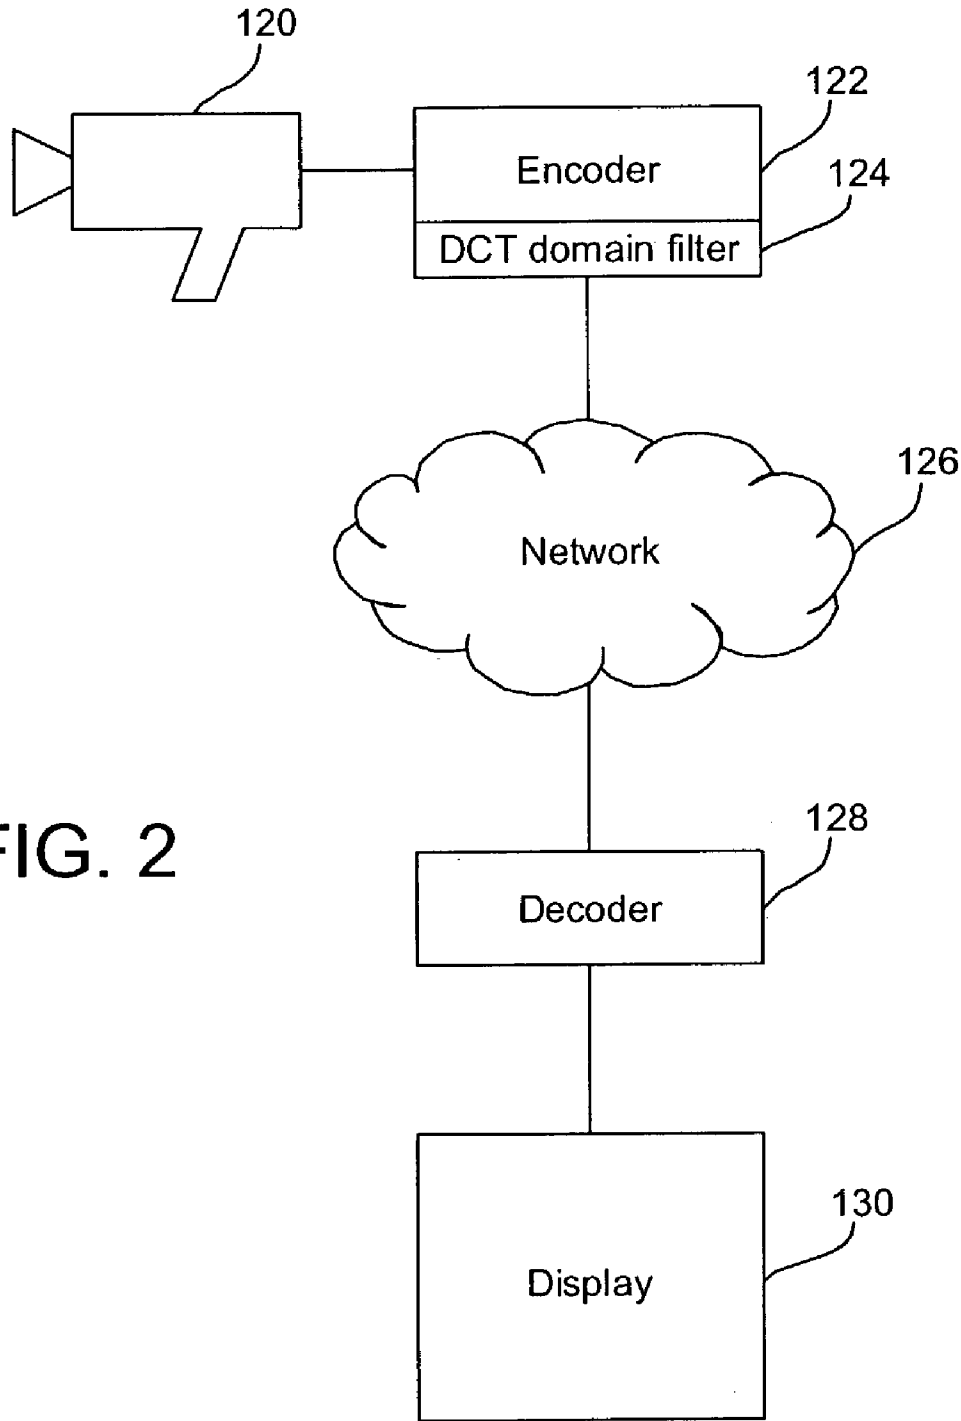 120
122
Encoder
124
DCT domain filter
126
Network
FIG. 2
128
Decoder
130
Display